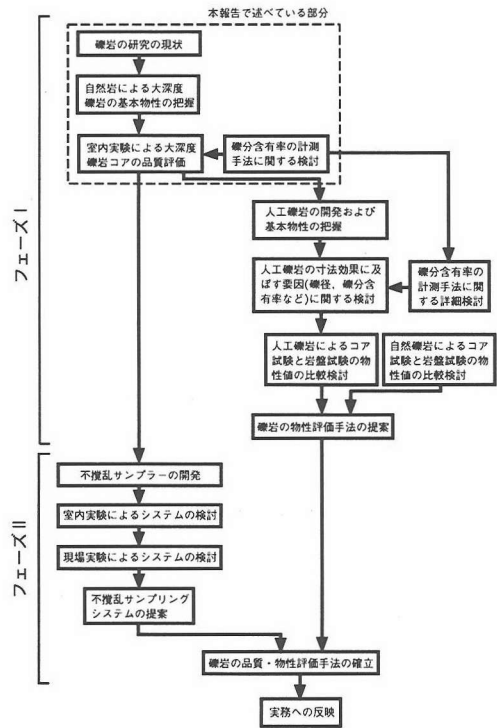 本報告で述べている部分
フェーズⅠ
礫岩の研究の現状
自然岩による大深度
礫岩の基本物性の把握
室内実験による大深度
礫岩コアの品質評価
礫分含有率の計測
手法に関する検討
人工礫岩の開発および
基本物性の把握
人工礫岩の寸法効果に及
ぼす要因(礫径、礫分含
有率など)に関する検討
礫分含有率の
計測手法に関
する詳細検討
人工礫岩によるコア
試験と岩盤試験の物
性値の比較検討
自然礫岩によるコア
試験と岩盤試験の物
性値の比較検討
礫岩の物性評価手法の提案
フェーズⅡ
不攪乱サンプラーの開発
室内実験によるシステムの検討
現場実験によるシステムの検討
不攪乱サンプリング
システムの提案
礫岩の品質・物性評価手法の確立
実務への反映